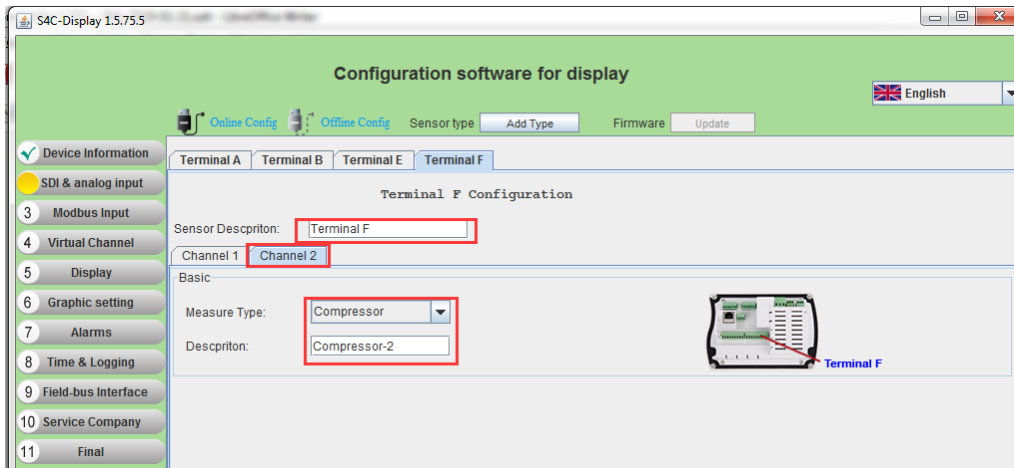 S4C-Display 1.5.75.5
Configuration software for display
English
Online Config Offline Config Sensor type Add Type Firmware Update
Device Information
SDI & analog input
3 Modbus Input
4 Virtual Channel
5 Display
6 Graphic setting
7 Alarms
8 Time & Logging
9 Field-bus Interface
10 Service Company
11 Final
Terminal A Terminal B Terminal E Terminal F
Terminal F Configuration
Sensor Descpriton: Terminal F
Channel 1 Channel 2
Basic
Measure Type: Compressor
Descpriton: Compressor-2
Terminal F